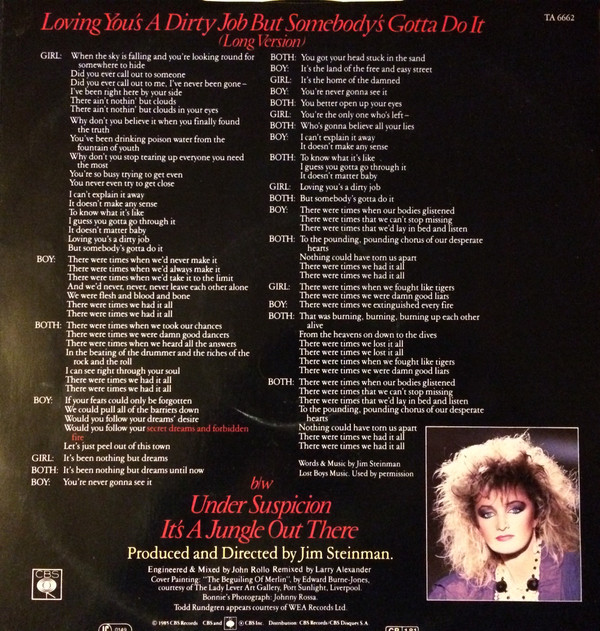 Loving You's A Dirty Job But Somebody's Gotta Do It
(Long Version)
TA 6662
GIRL: When the sky is falling and you're looking round for
somewhere to hide
Did you ever call out to someone
Did you ever call out to me, I've never been gone –
I've been right here by your side
There ain't nothin' but clouds
There ain't nothin' but clouds in your eyes
Why don't you believe it when you finally found
the truth
You've been drinking poison water from the
fountain of youth
Why don't you stop tearing up everyone you need
the most
You're so busy trying to get even
You never even try to get close
I can't explain it away
It doesn't make any sense
To know what it's like
I guess you gotta go through it
It doesn't matter baby
Loving you's a dirty job
But somebody's gotta do it
BOY: There were times when we'd never make it
There were times when we'd always make it
There were times when we'd take it to the limit
And we'd never, never, never leave each other alone
We were flesh and blood and bone
There were times we had it all
There were times we had it all
BOTH: There were times when we took our chances
There were times we were damn good dancers
There were times when we heard all the answers
In the beating of the drummer and the riches of the
rock and the roll
I can see right through your soul
There were times we had it all
There were times we had it all
BOY: If your fears could only be forgotten
We could pull all of the barriers down
Would you follow your dreams' desire
Would you follow your secret dreams and forbidden
fire
Let's just peel out of this town
GIRL: It's been nothing but dreams
BOTH: It's been nothing but dreams until now
BOY: You're never gonna see it
BOTH: You got your head stuck in the sand
BOY: It's the land of the free and easy street
GIRL: It's the home of the damned
BOY: You're never gonna see it
BOTH: You better open up your eyes
GIRL: You're the only one who's left –
BOTH: Who's gonna believe all your lies
BOY: I can't explain it away
It doesn't make any sense
BOTH: To know what it's like
I guess you gotta go through it
It doesn't matter baby
GIRL: Loving you's a dirty job
BOTH: But somebody's gotta do it
BOY: There were times when our bodies glistened
There were times that we can't stop missing
There were times that we'd lay in bed and listen
BOTH: To the pounding, pounding chorus of our desperate
hearts
Nothing could have torn us apart
There were times we had it all
There were times we had it all
GIRL: There were times when we fought like tigers
There were times we were damn good liars
BOY: There were times we extinguished every fire
BOTH: That was burning, burning, burning up each other
alive
From the heavens on down to the dives
There were times we lost it all
There were times we lost it all
There were times when we fought like tigers
There were times we were damn good liars
BOTH: There were times when our bodies glistened
There were times that we can't stop missing
There were times that we'd lay in bed and listen
To the pounding, pounding chorus of our desperate
hearts
Nothing could have torn us apart
There were times we had it all
There were times we had it all
Words & Music by Jim Steinman
Lost Boys Music. Used by permission
b/w
Under Suspicion
It's A Jungle Out There
Produced and Directed by Jim Steinman.
Engineered & Mixed by John Rollo Remixed by Larry Alexander
Cover Painting: "The Beguiling Of Merlin", by Edward Burne-Jones,
courtesy of The Lady Lever Art Gallery, Port Sunlight, Liverpool.
Bonnie's Photograph: Johnny Rossa.
Todd Rundgren appears courtesy of WEA Records Ltd.
CBS
℗ 1985 CBS Records CBS and ® CBS Inc. Distribution: CBS Records/CBS Disques S.A.